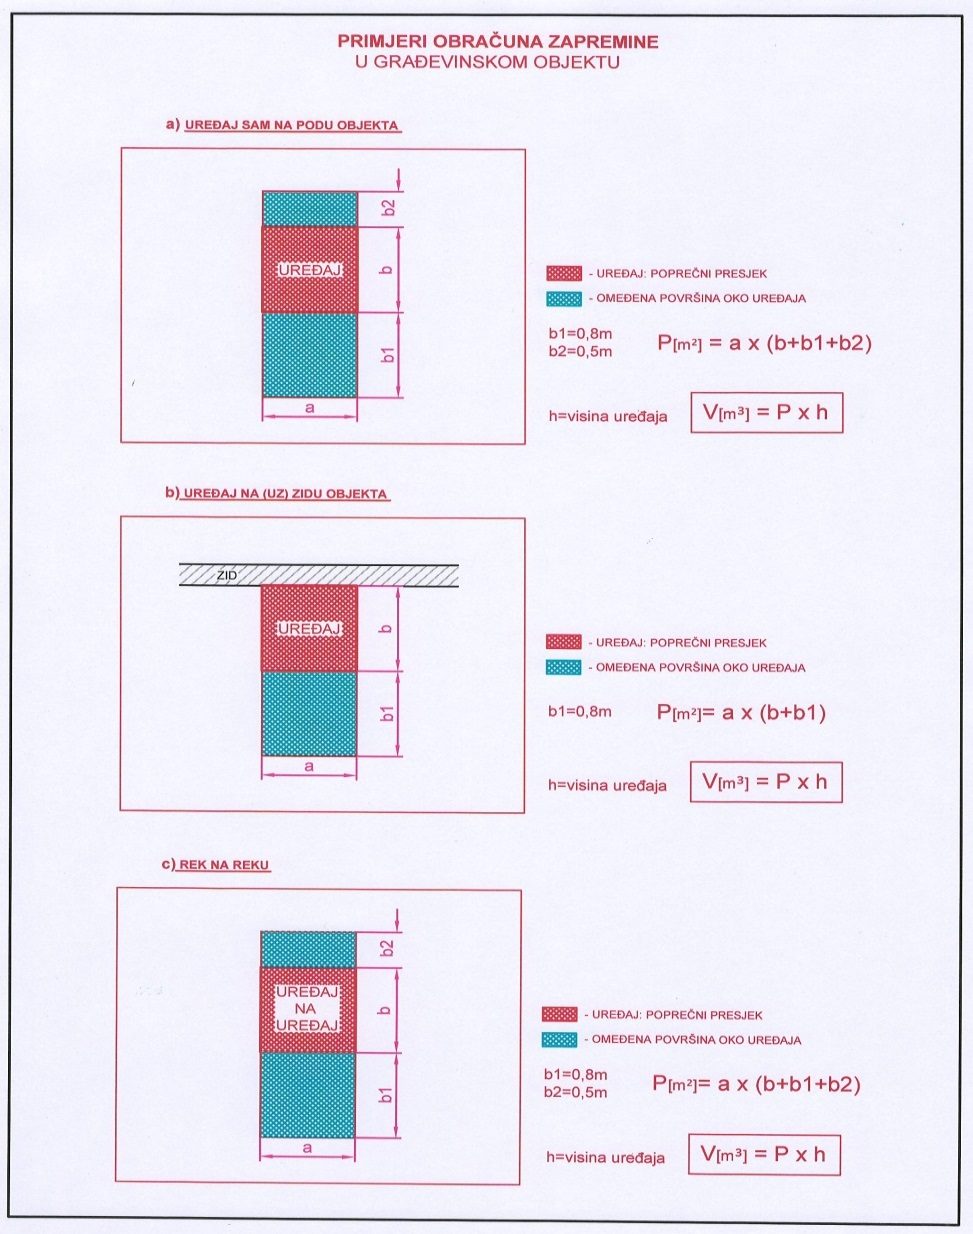 PRIMJERI OBRAČUNA ZAPREMINE
U GRAĐEVINSKOM OBJEKTU
a) UREĐAJ SAM NA PODU OBJEKTA
b2
UREĐAJ
b
b1
a
- UREĐAJ: POPREČNI PRESJEK
- OMEĐENA POVRŠINA OKO UREĐAJA
b1=0,8m
b2=0,5m
P[m²] = a x (b+b1+b2)
h=visina uređaja
V[m³] = P x h
b) UREĐAJ NA (UZ) ZIDU OBJEKTA
ZID
UREĐAJ
b
b1
a
- UREĐAJ: POPREČNI PRESJEK
- OMEĐENA POVRŠINA OKO UREĐAJA
b1=0,8m
P[m²]= a x (b+b1)
h=visina uređaja
V[m³] = P x h
c) REK NA REKU
b2
UREĐAJ
NA
UREĐAJ
b
b1
a
- UREĐAJ: POPREČNI PRESJEK
- OMEĐENA POVRŠINA OKO UREĐAJA
b1=0,8m
b2=0,5m
P[m²]= a x (b+b1+b2)
h=visina uređaja
V[m³] = P x h